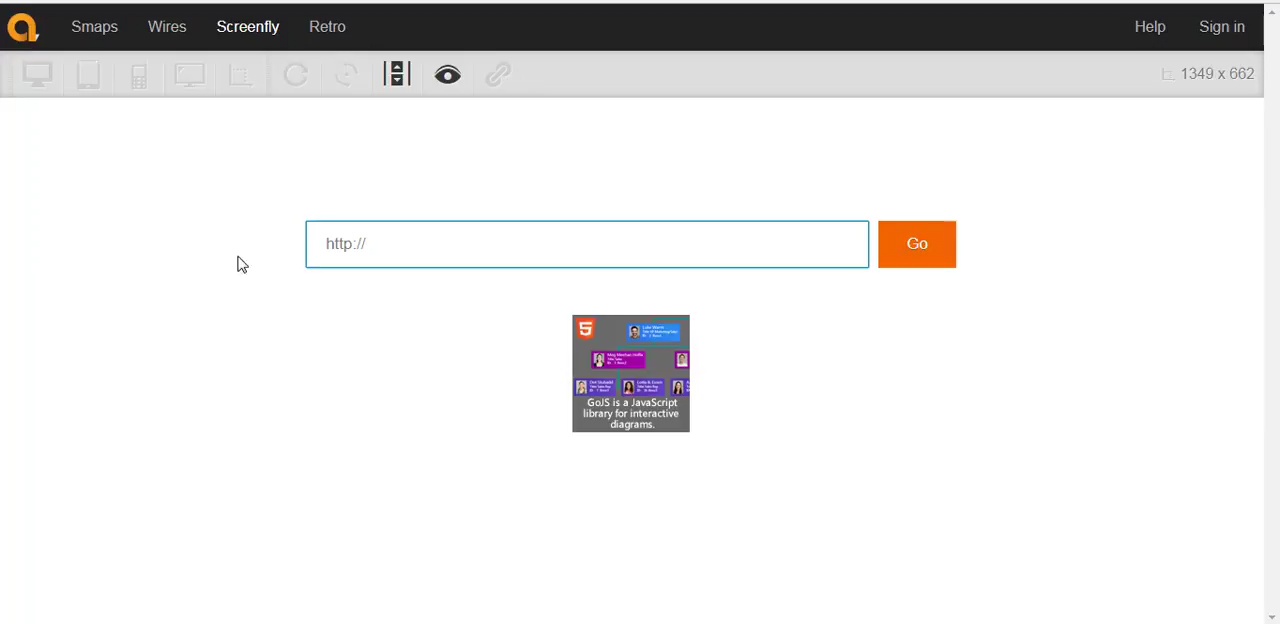 Smaps Wires Screenfly Retro Help Sign in
1349 x 662
http:// Go
GoJS is a JavaScript
library for interactive
diagrams.